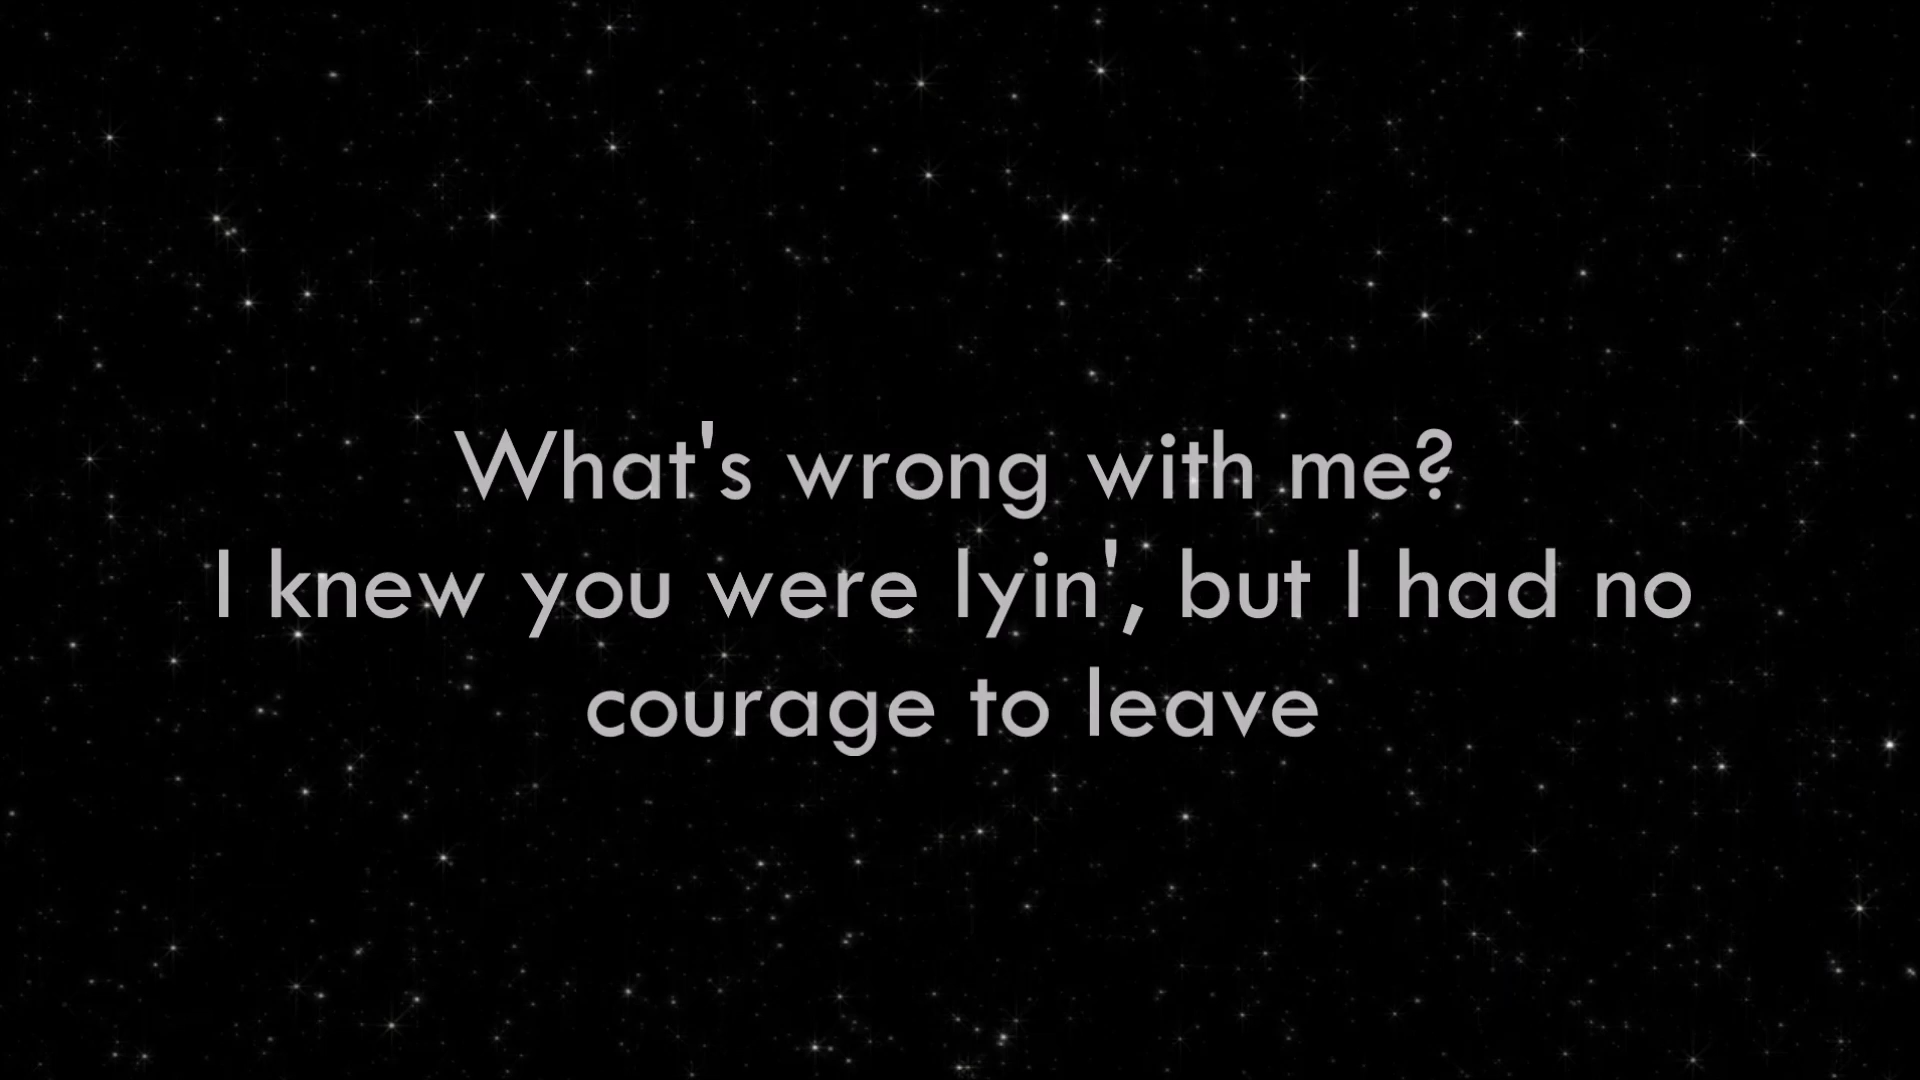 What's wrong with me?
I knew you were lyin', but I had no
courage to leave